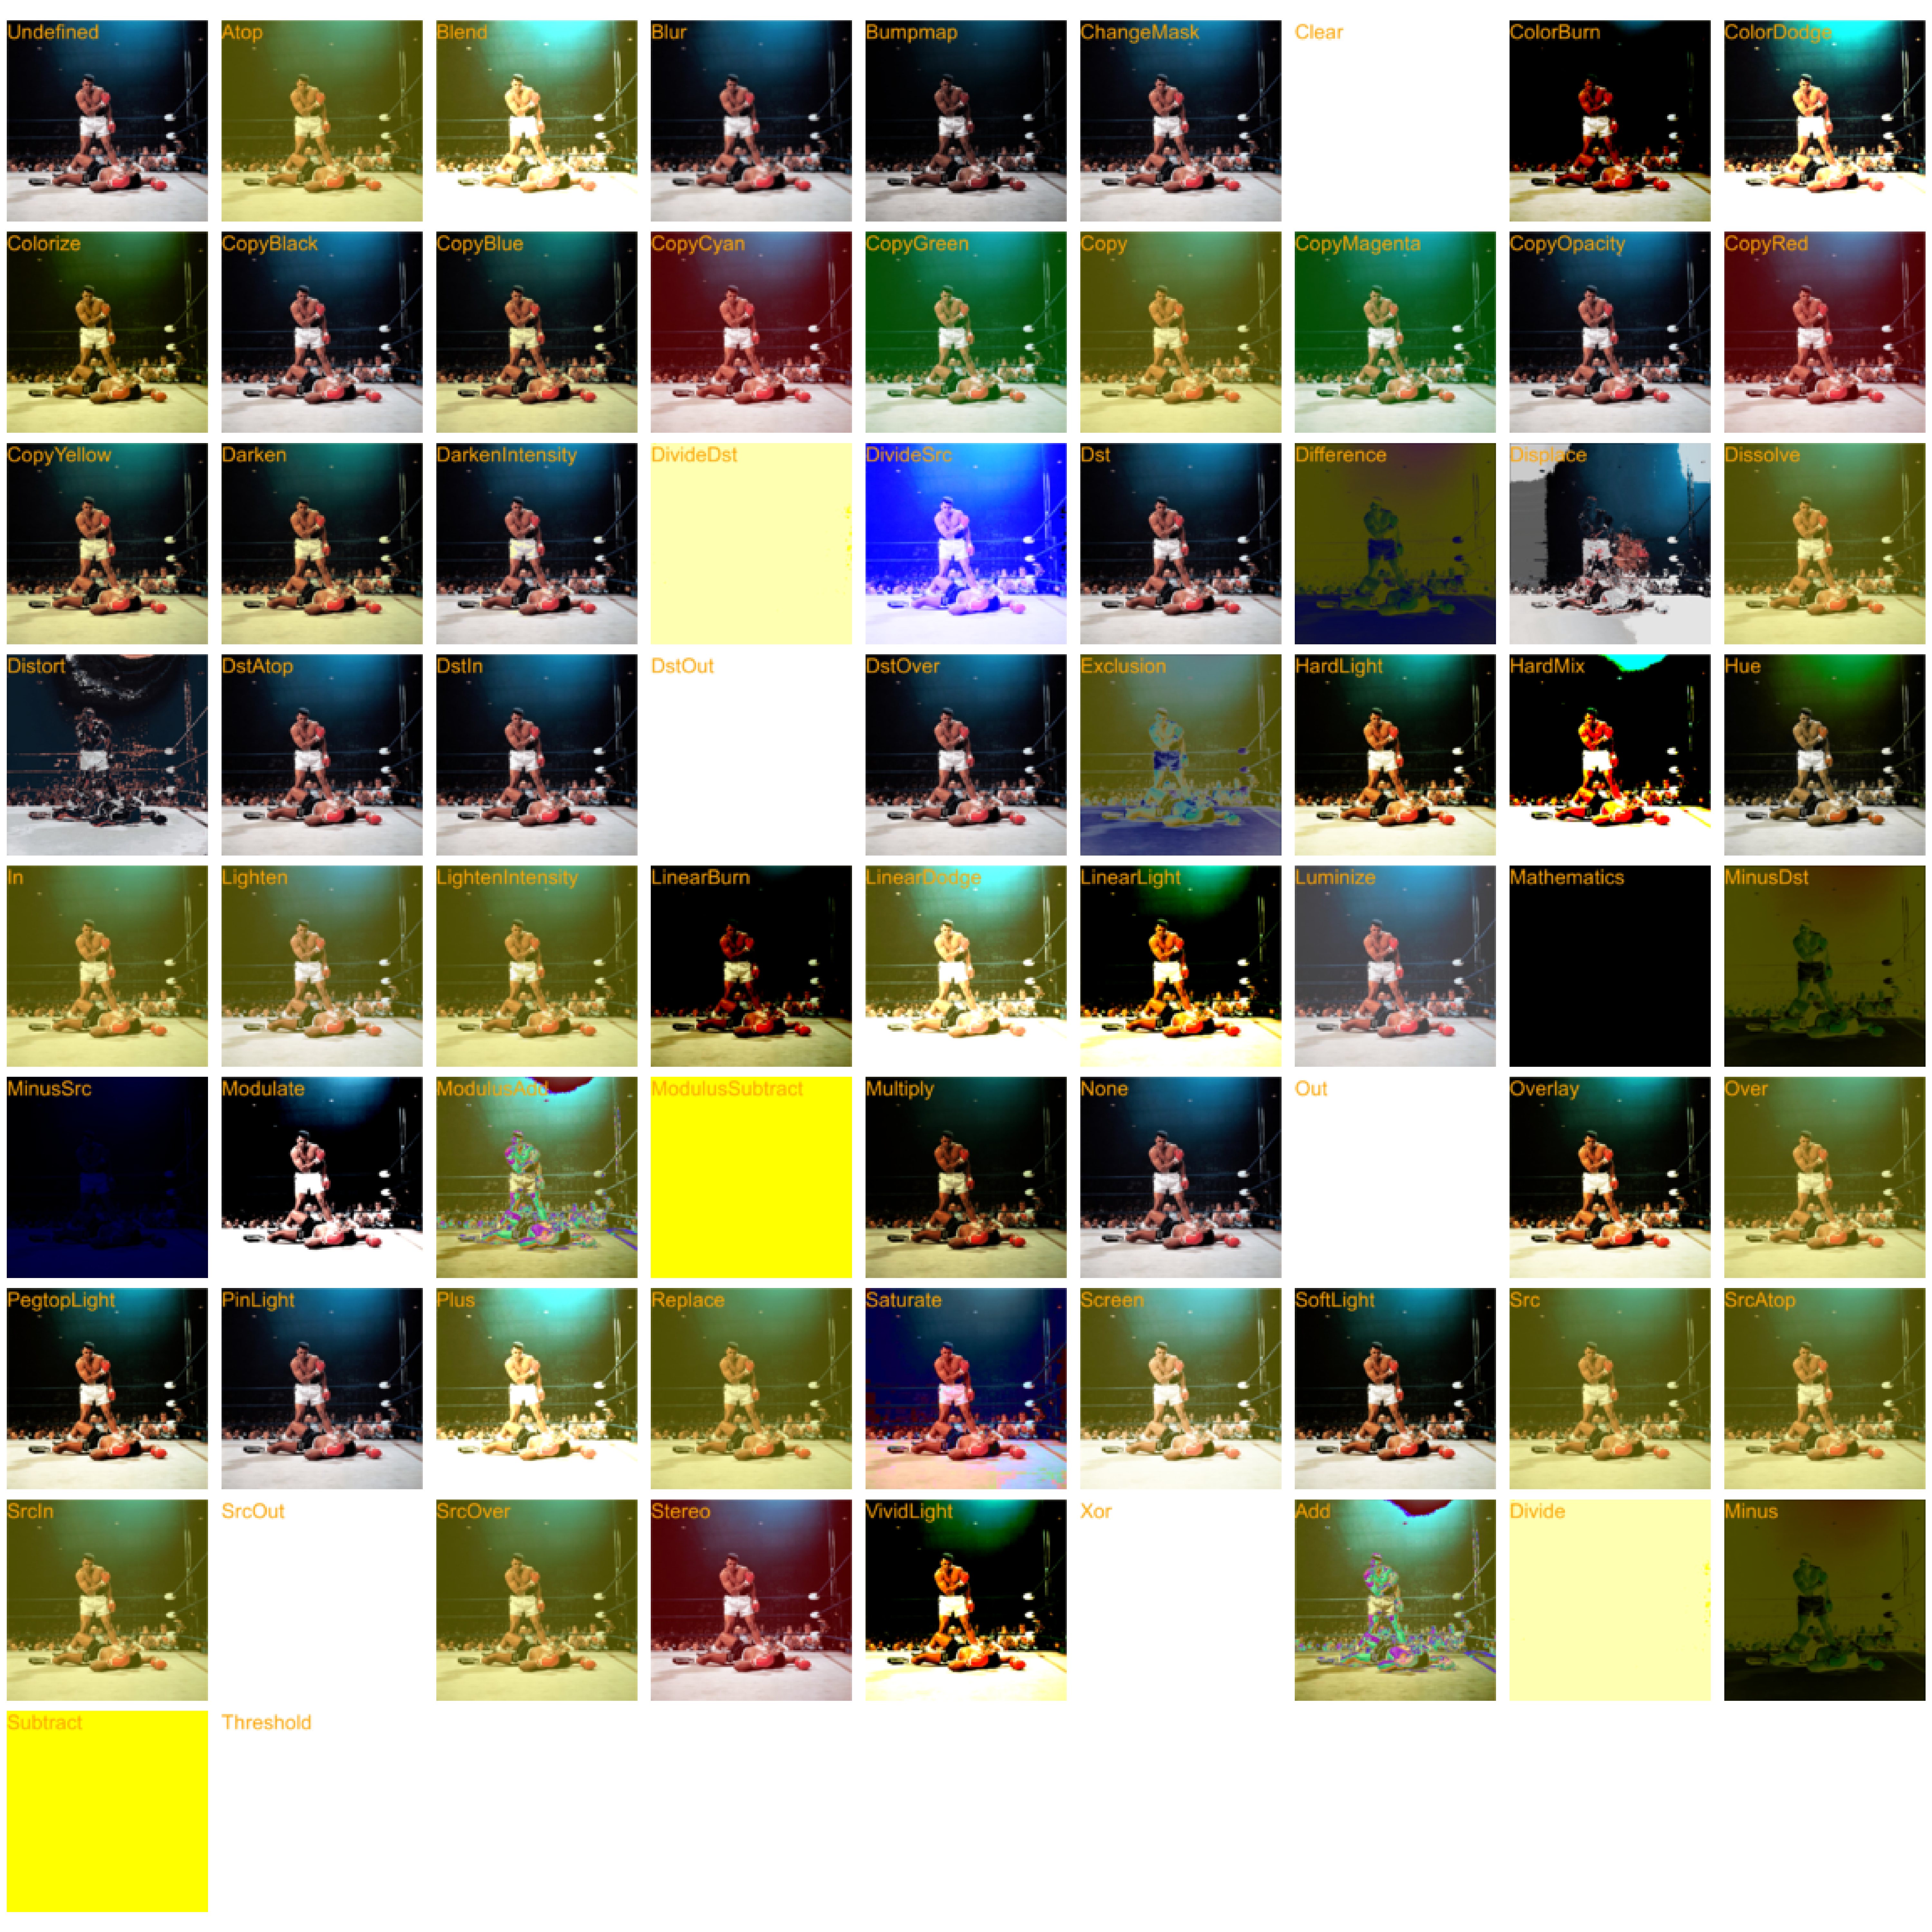 Undefined Atop Blend Blur Bumpmap ChangeMask Clear ColorBurn ColorDodge
Colorize CopyBlack CopyBlue CopyCyan CopyGreen Copy CopyMagenta CopyOpacity CopyRed
CopyYellow Darken DarkenIntensity DivideDst DivideSrc Dst Difference Displace Dissolve
Distort DstAtop DstIn DstOut DstOver Exclusion HardLight HardMix Hue
In Lighten LightenIntensity LinearBurn LinearDodge LinearLight Luminize Mathematics MinusDst
MinusSrc Modulate ModulusAdd ModulusSubtract Multiply None Out Overlay Over
PegtopLight PinLight Plus Replace Saturate Screen SoftLight Src SrcAtop
SrcIn SrcOut SrcOver Stereo VividLight Xor Add Divide Minus
Subtract Threshold